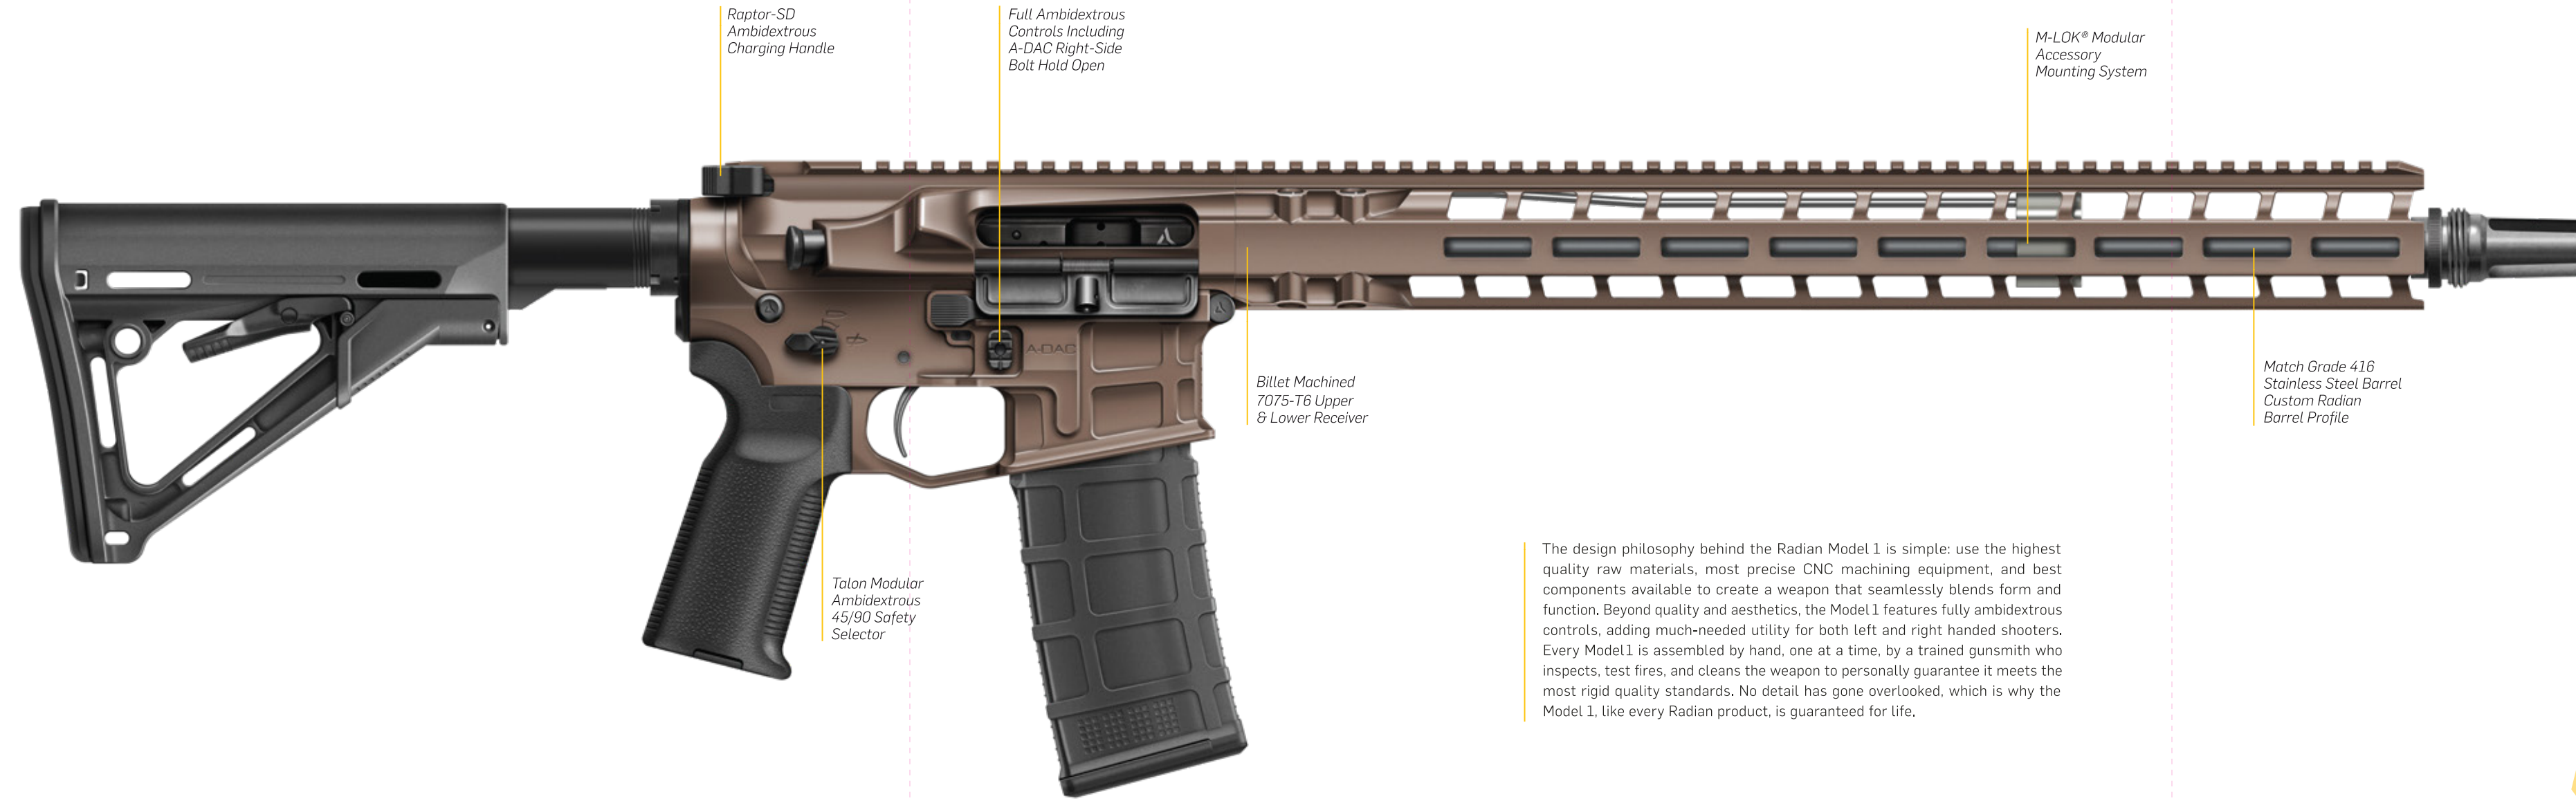 Raptor-SD
Ambidextrous
Charging Handle
Full Ambidextrous
Controls Including
A-DAC Right-Side
Bolt Hold Open
M-LOK® Modular
Accessory
Mounting System
A-DAC
Billet Machined
7075-T6 Upper
& Lower Receiver
Match Grade 416
Stainless Steel Barrel
Custom Radian
Barrel Profile
Talon Modular
Ambidextrous
45/90 Safety
Selector
The design philosophy behind the Radian Model 1 is simple: use the highest
quality raw materials, most precise CNC machining equipment, and best
components available to create a weapon that seamlessly blends form and
function. Beyond quality and aesthetics, the Model 1 features fully ambidextrous
controls, adding much-needed utility for both left and right handed shooters.
Every Model 1 is assembled by hand, one at a time, by a trained gunsmith who
inspects, test fires, and cleans the weapon to personally guarantee it meets the
most rigid quality standards. No detail has gone overlooked, which is why the
Model 1, like every Radian product, is guaranteed for life.